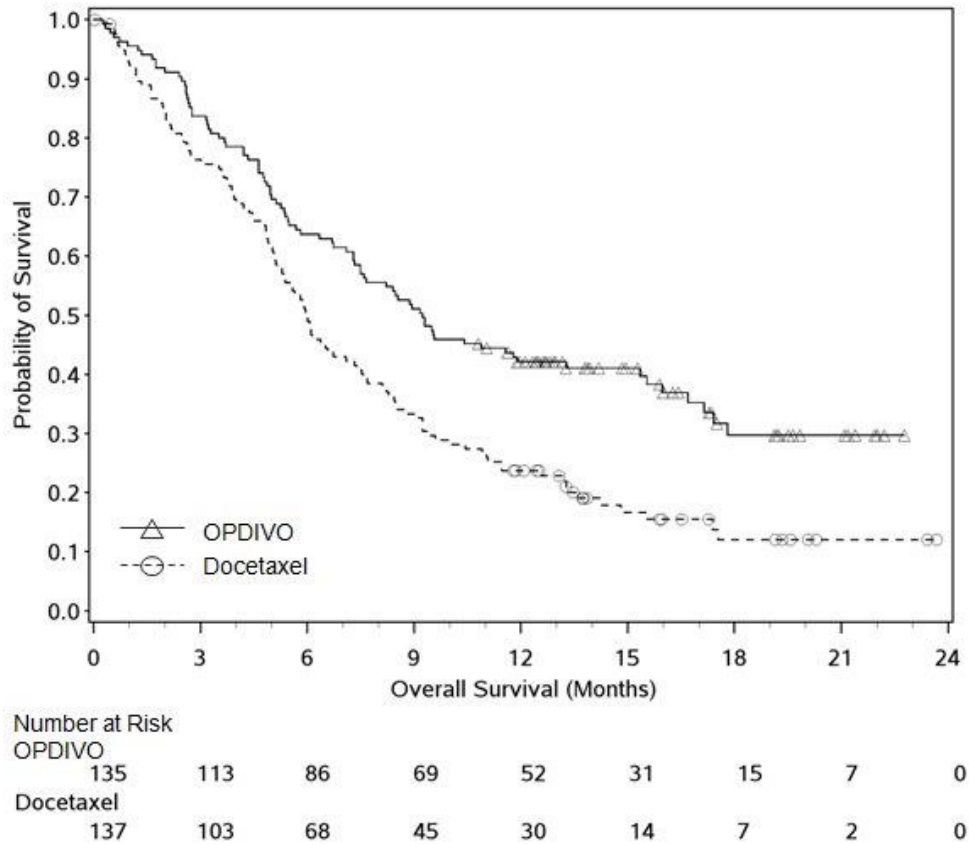 1.0
0.9
0.8
0.7
0.6
0.5
0.4
0.3
0.2
0.1
0.0
Probability of Survival
OPDIVO
Docetaxel
0 3 6 9 12 15 18 21 24
Overall Survival (Months)
Number at Risk
OPDIVO
135 113 86 69 52 31 15 7 0
Docetaxel
137 103 68 45 30 14 7 2 0